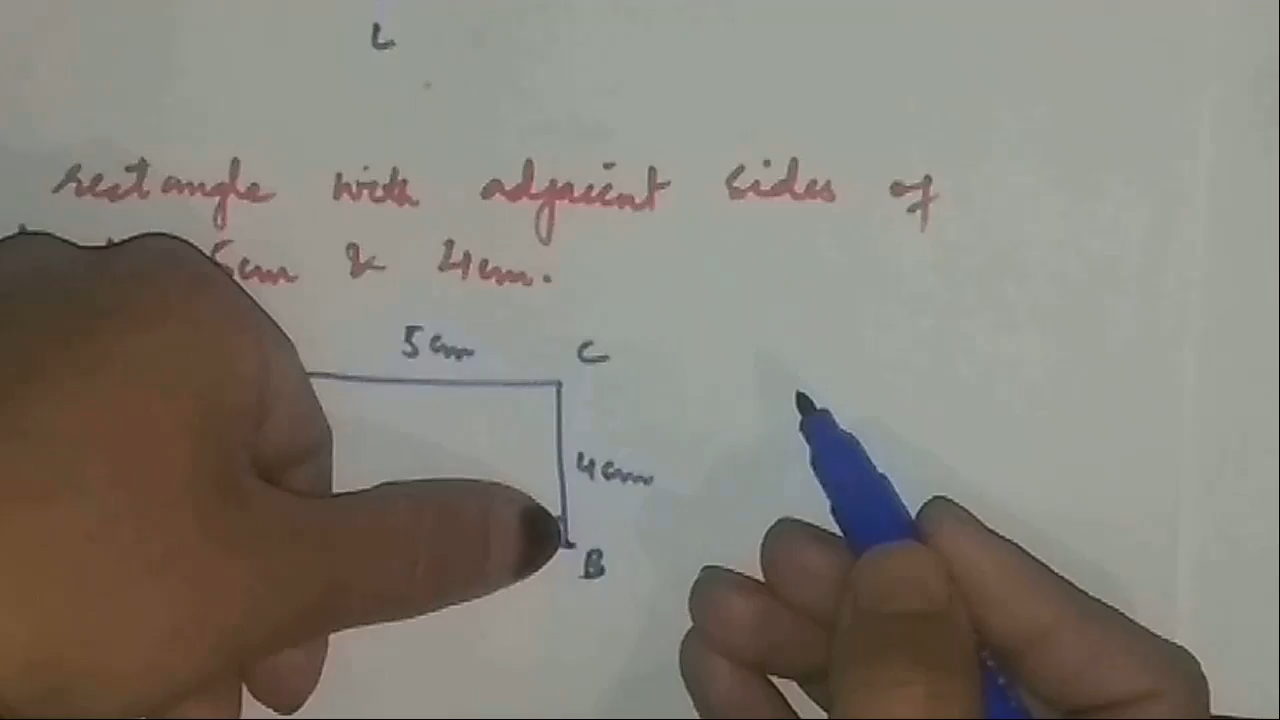 L
rectangle with adjacent sides of
5cm & 4cm.
5cm C
4cm
B